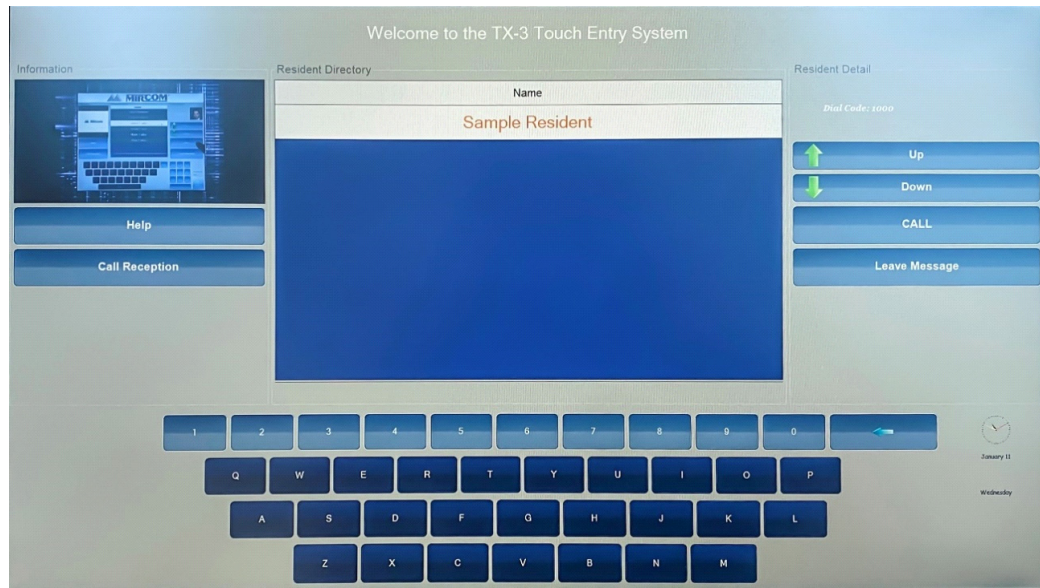 Welcome to the TX-3 Touch Entry System
Information
Resident Directory
Resident Detail
MIRCOM
Name
Sample Resident
Dial Code: 1000
Up
Down
CALL
Leave Message
Help
Call Reception
1 2 3 4 5 6 7 8 9 0
Q W E R T Y U I O P
A S D F G H J K L
Z X C V B N M
January 11
Wednesday